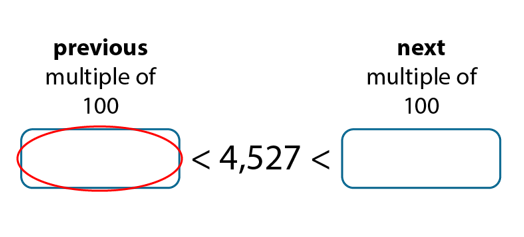 previous
multiple of
100
next
multiple of
100
< 4,527 <